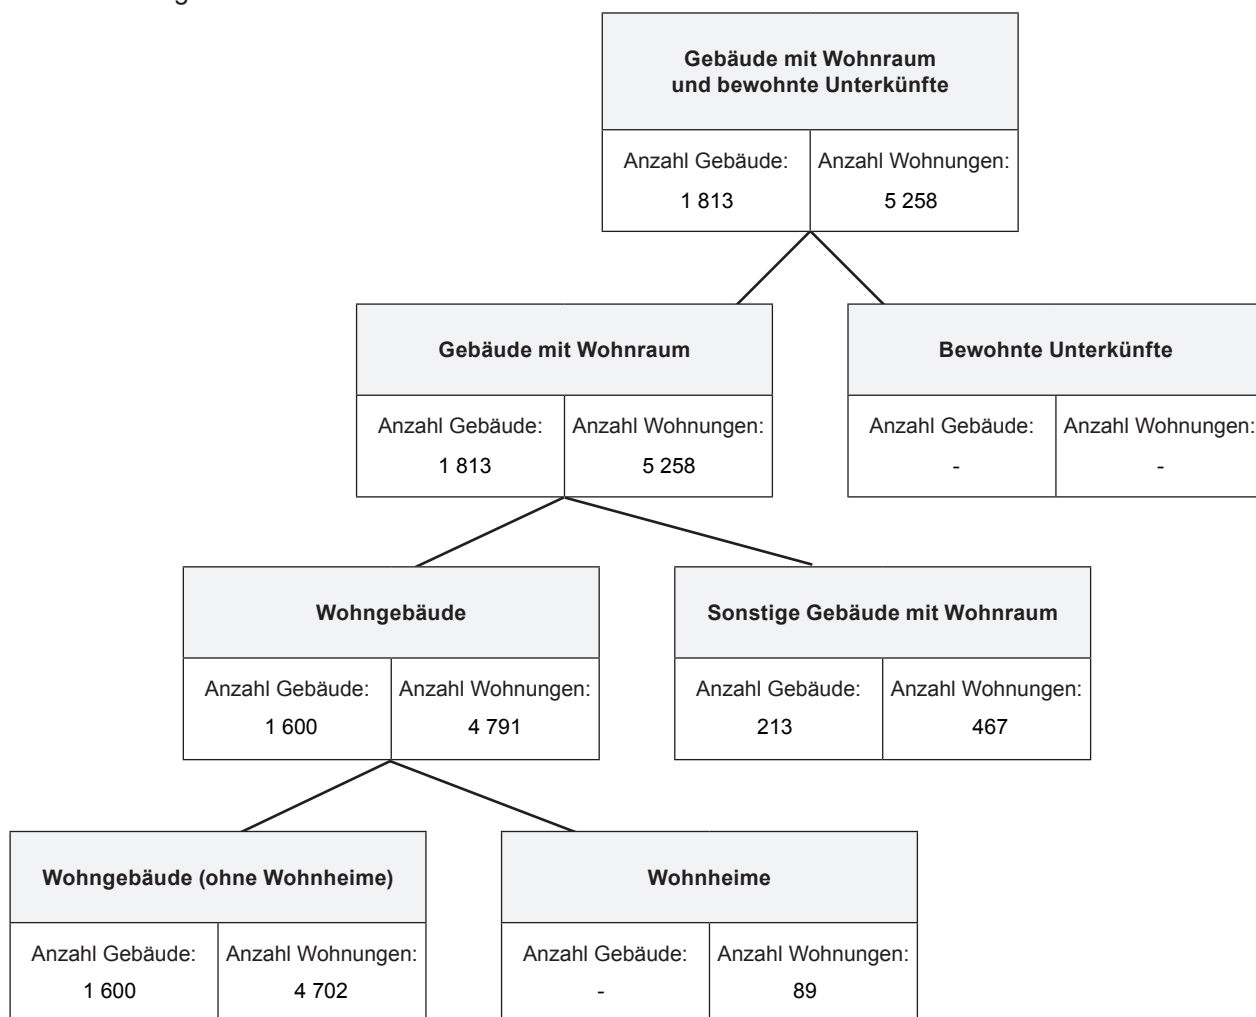 Gebäude mit Wohnraum
und bewohnte Unterkünfte
Anzahl Gebäude: Anzahl Wohnungen:
1 813 5 258
Gebäude mit Wohnraum Bewohnte Unterkünfte
Anzahl Gebäude: Anzahl Wohnungen: Anzahl Gebäude: Anzahl Wohnungen:
1 813 5 258 - -
Wohngebäude Sonstige Gebäude mit Wohnraum
Anzahl Gebäude: Anzahl Wohnungen: Anzahl Gebäude: Anzahl Wohnungen:
1 600 4 791 213 467
Wohngebäude (ohne Wohnheime) Wohnheime
Anzahl Gebäude: Anzahl Wohnungen: Anzahl Gebäude: Anzahl Wohnungen:
1 600 4 702 - 89